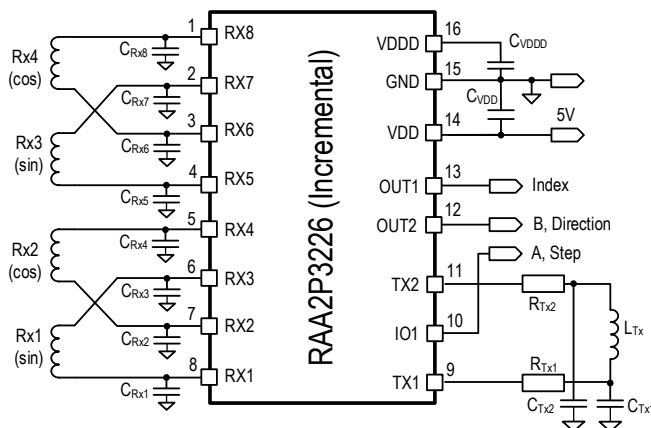 1
RX8
Rx4
(cos)
CRx8
2
RX7
CRx7
3
RX6
CRx6
Rx3
(sin)
4
RX5
CRx5
5
RX4
Rx2
(cos)
CRx4
6
RX3
CRx3
7
RX2
CRx2
Rx1
(sin)
8
RX1
CRx1
RAA2P3226 (Incremental)
VDDD
16
CVDDD
GND
15
CVDD
VDD
14
5V
OUT1
13
Index
OUT2
12
B, Direction
A, Step
TX2
11
RTx2
IO1
10
LTx
TX1
9
RTx1
CTx2
CTx1